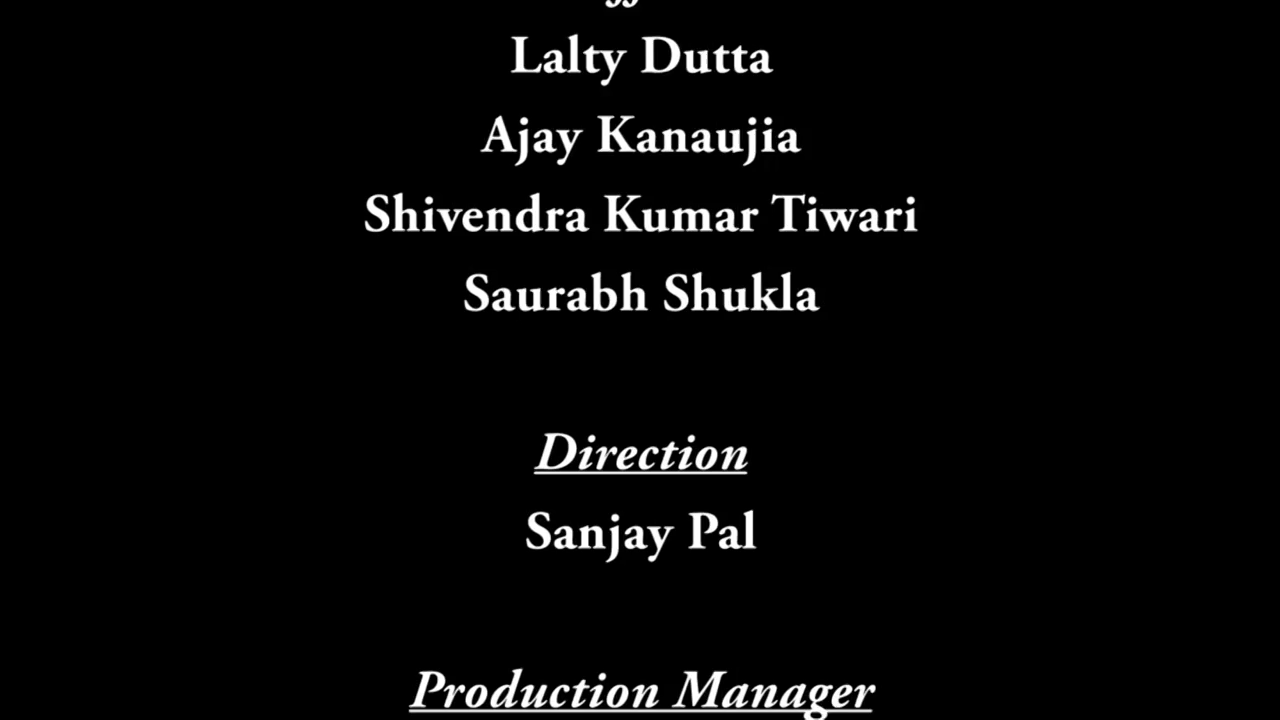 Lalty Dutta
Ajay Kanaujia
Shivendra Kumar Tiwari
Saurabh Shukla
Direction
Sanjay Pal
Production Manager